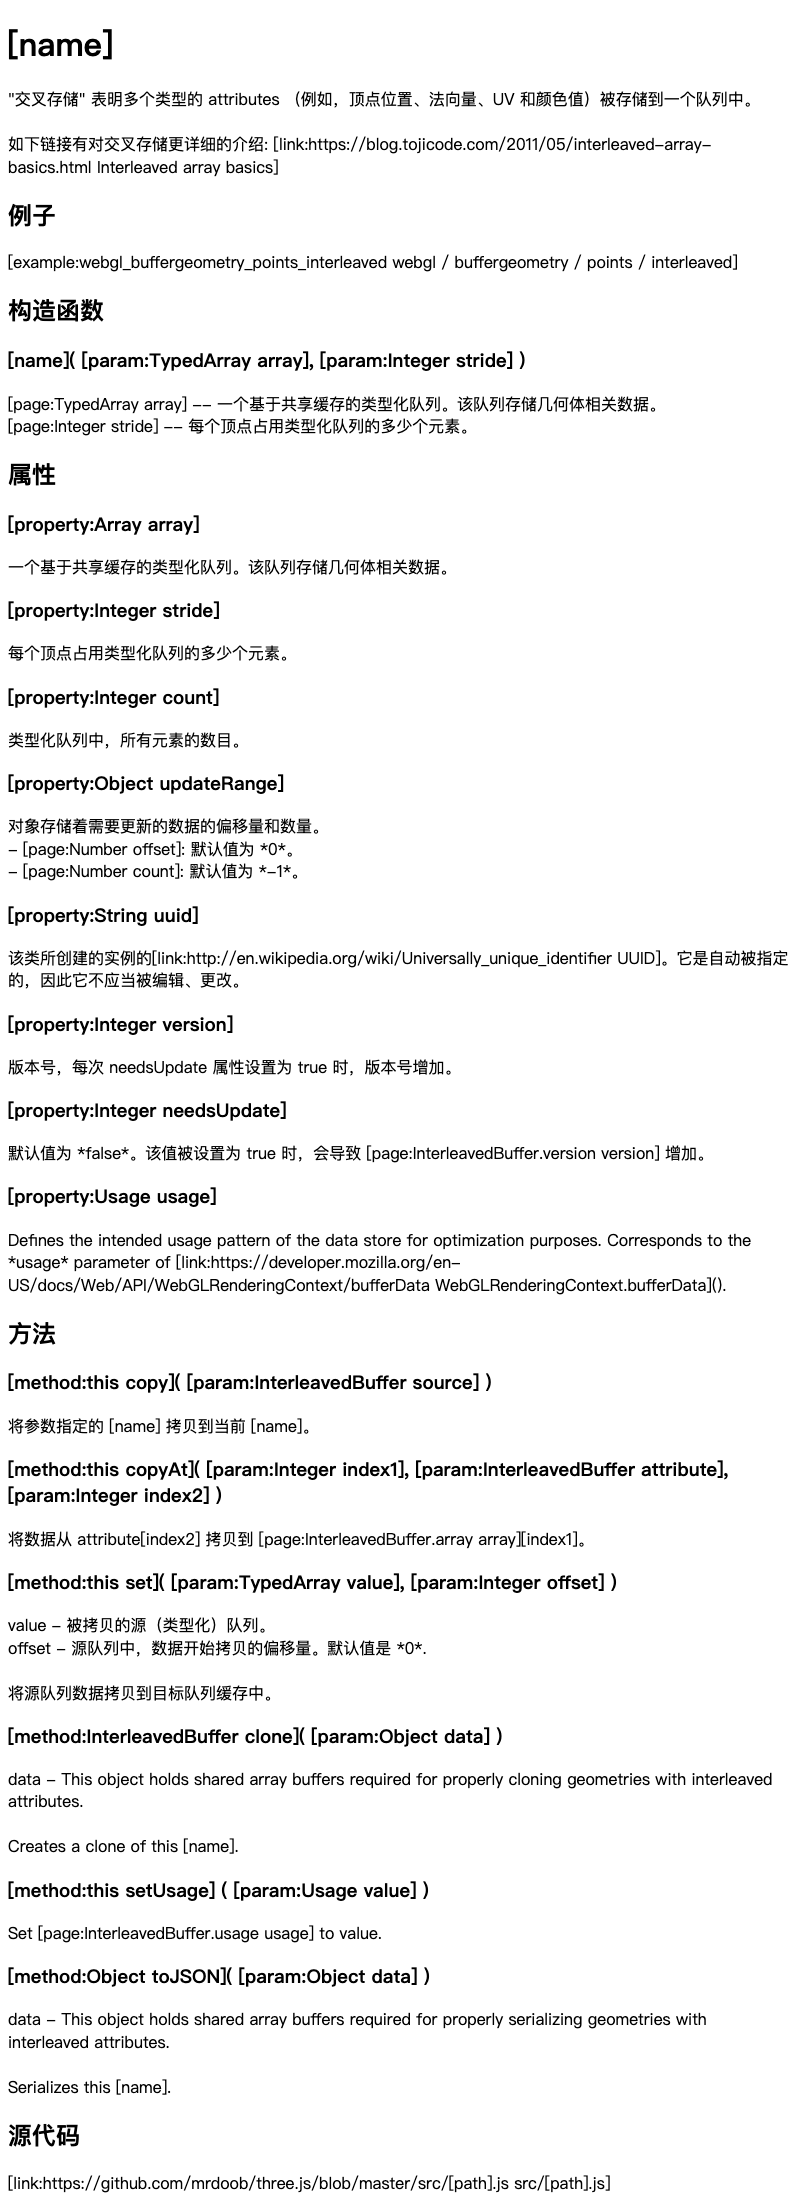 [name]
"交叉存储" 表明多个类型的 attributes （例如，顶点位置、法向量、UV 和颜色值）被存储到一个队列中。
如下链接有对交叉存储更详细的介绍: [link:https://blog.tojicode.com/2011/05/interleaved-array-
basics.html Interleaved array basics]
例子
[example:webgl_buffergeometry_points_interleaved webgl / buffergeometry / points / interleaved]
构造函数
[name]( [param:TypedArray array], [param:Integer stride] )
[page:TypedArray array] -- 一个基于共享缓存的类型化队列。该队列存储几何体相关数据。
[page:Integer stride] -- 每个顶点占用类型化队列的多少个元素。
属性
[property:Array array]
一个基于共享缓存的类型化队列。该队列存储几何体相关数据。
[property:Integer stride]
每个顶点占用类型化队列的多少个元素。
[property:Integer count]
类型化队列中，所有元素的数目。
[property:Object updateRange]
对象存储着需要更新的数据的偏移量和数量。
- [page:Number offset]: 默认值为 *0*。
- [page:Number count]: 默认值为 *-1*。
[property:String uuid]
该类所创建的实例的[link:http://en.wikipedia.org/wiki/Universally_unique_identifier UUID]。它是自动被指定
的，因此它不应当被编辑、更改。
[property:Integer version]
版本号，每次 needsUpdate 属性设置为 true 时，版本号增加。
[property:Integer needsUpdate]
默认值为 *false*。该值被设置为 true 时，会导致 [page:InterleavedBuffer.version version] 增加。
[property:Usage usage]
Defines the intended usage pattern of the data store for optimization purposes. Corresponds to the
*usage* parameter of [link:https://developer.mozilla.org/en-
US/docs/Web/API/WebGLRenderingContext/bufferData WebGLRenderingContext.bufferData]().
方法
[method:this copy]( [param:InterleavedBuffer source] )
将参数指定的 [name] 拷贝到当前 [name]。
[method:this copyAt]( [param:Integer index1], [param:InterleavedBuffer attribute],
[param:Integer index2] )
将数据从 attribute[index2] 拷贝到 [page:InterleavedBuffer.array array][index1]。
[method:this set]( [param:TypedArray value], [param:Integer offset] )
value - 被拷贝的源（类型化）队列。
offset - 源队列中，数据开始拷贝的偏移量。默认值是 *0*.
将源队列数据拷贝到目标队列缓存中。
[method:InterleavedBuffer clone]( [param:Object data] )
data - This object holds shared array buffers required for properly cloning geometries with interleaved
attributes.
Creates a clone of this [name].
[method:this setUsage] ( [param:Usage value] )
Set [page:InterleavedBuffer.usage usage] to value.
[method:Object toJSON]( [param:Object data] )
data - This object holds shared array buffers required for properly serializing geometries with
interleaved attributes.
Serializes this [name].
源代码
[link:https://github.com/mrdoob/three.js/blob/master/src/[path].js src/[path].js]